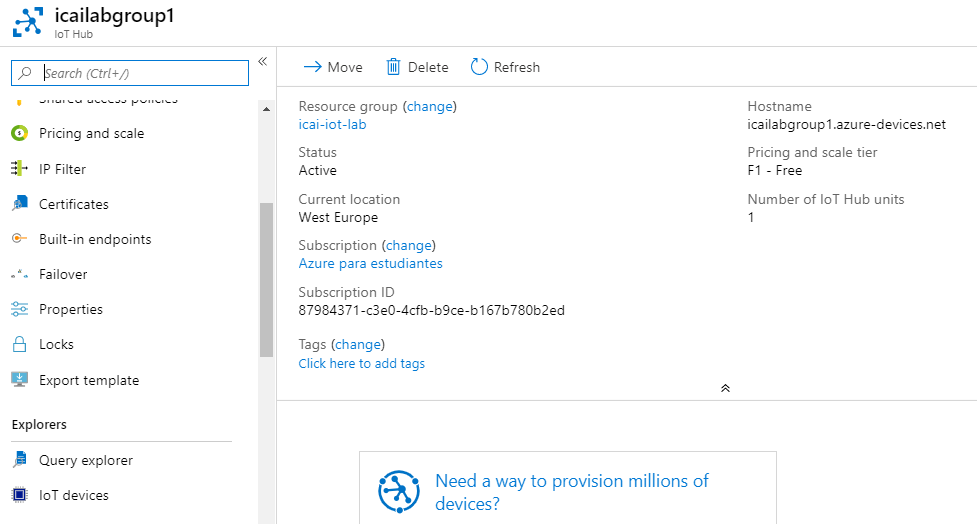 icailabgroup1
IoT Hub
Search (Ctrl+/)
Shared access policies
Pricing and scale
IP Filter
Certificates
Built-in endpoints
Failover
Properties
Locks
Export template
Explorers
Query explorer
IoT devices
Move Delete Refresh
Resource group (change)
icai-iot-lab
Status
Active
Current location
West Europe
Subscription (change)
Azure para estudiantes
Subscription ID
87984371-c3e0-4cfb-b9ce-b167b780b2ed
Tags (change)
Click here to add tags
Hostname
icailabgroup1.azure-devices.net
Pricing and scale tier
F1 - Free
Number of IoT Hub units
1
Need a way to provision millions of
devices?